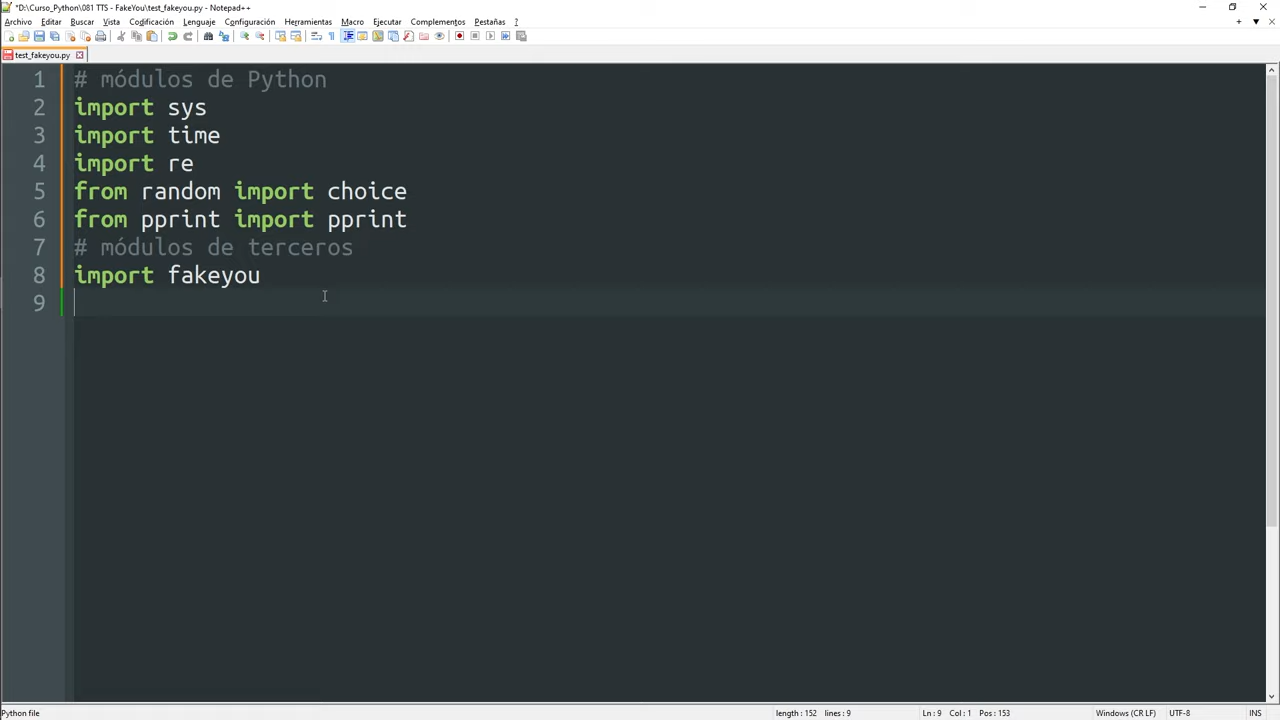 *D:\Curso_Python\081 TTS - FakeYou\test_fakeyou.py - Notepad++
Archivo Editar Buscar Vista Codificación Lenguaje Configuración Herramientas Macro Ejecutar Complementos Pestañas ?
test_fakeyou.py
1 # módulos de Python
2 import sys
3 import time
4 import re
5 from random import choice
6 from pprint import pprint
7 # módulos de terceros
8 import fakeyou
9
Python file length : 152 lines : 9 Ln : 9 Col : 1 Pos : 153 Windows (CR LF) UTF-8 INS